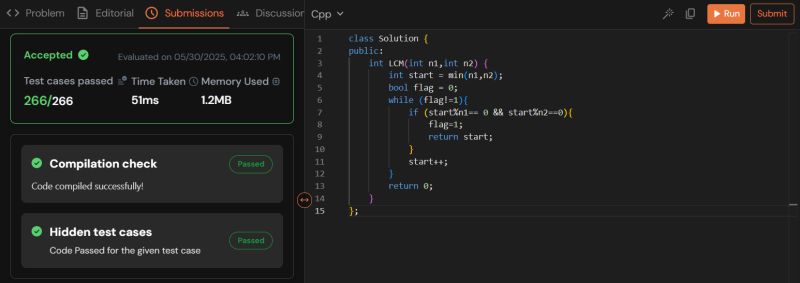 Problem Editorial Submissions Discussion
Accepted Evaluated on 05/30/2025, 04:02:10 PM
Test cases passed Time Taken Memory Used
266/266 51ms 1.2MB
Compilation check Passed
Code compiled successfully!
Hidden test cases Passed
Code Passed for the given test case
Cpp Run Submit
1 class Solution {
2 public:
3 int LCM(int n1,int n2) {
4 int start = min(n1,n2);
5 bool flag = 0;
6 while (flag!=1){
7 if (start%n1== 0 && start%n2==0){
8 flag=1;
9 return start;
10 }
11 start++;
12 }
13 return 0;
14 }
15 };